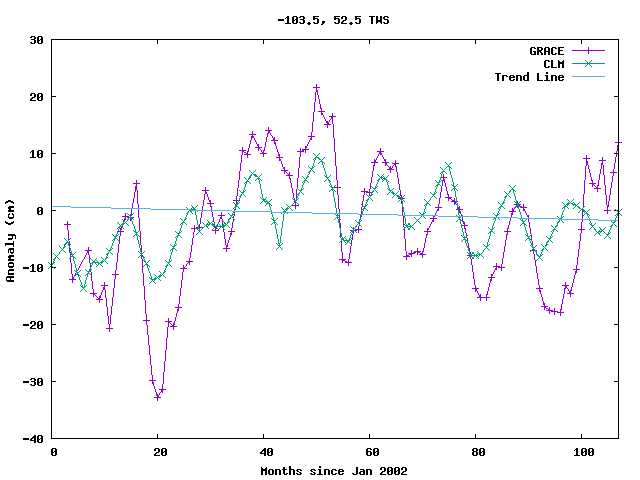 -103.5, 52.5 TWS
GRACE
CLM
Trend Line
30
20
10
0
-10
-20
-30
-40
Anomaly (cm)
0 20 40 60 80 100
Months since Jan 2002